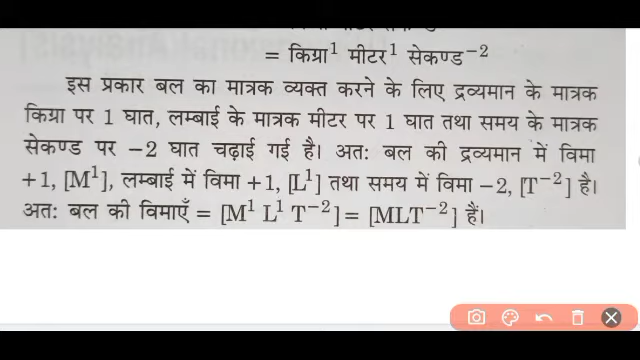 = किग्रा¹ मीटर¹ सेकण्ड⁻²
इस प्रकार बल का मात्रक व्यक्त करने के लिए द्रव्यमान के मात्रक
किग्रा पर 1 घात, लम्बाई के मात्रक मीटर पर 1 घात तथा समय के मात्रक
सेकण्ड पर −2 घात चढ़ाई गई है। अतः बल की द्रव्यमान में विमा
+1, [M¹], लम्बाई में विमा +1, [L¹] तथा समय में विमा −2, [T⁻²] है।
अतः बल की विमाएँ = [M¹ L¹ T⁻²] = [MLT⁻²] हैं।